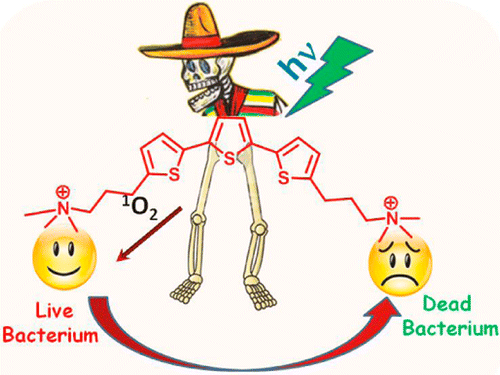 hν
S
S
S
⊕
N
¹O₂
⊕
N
Live
Bacterium
Dead
Bacterium